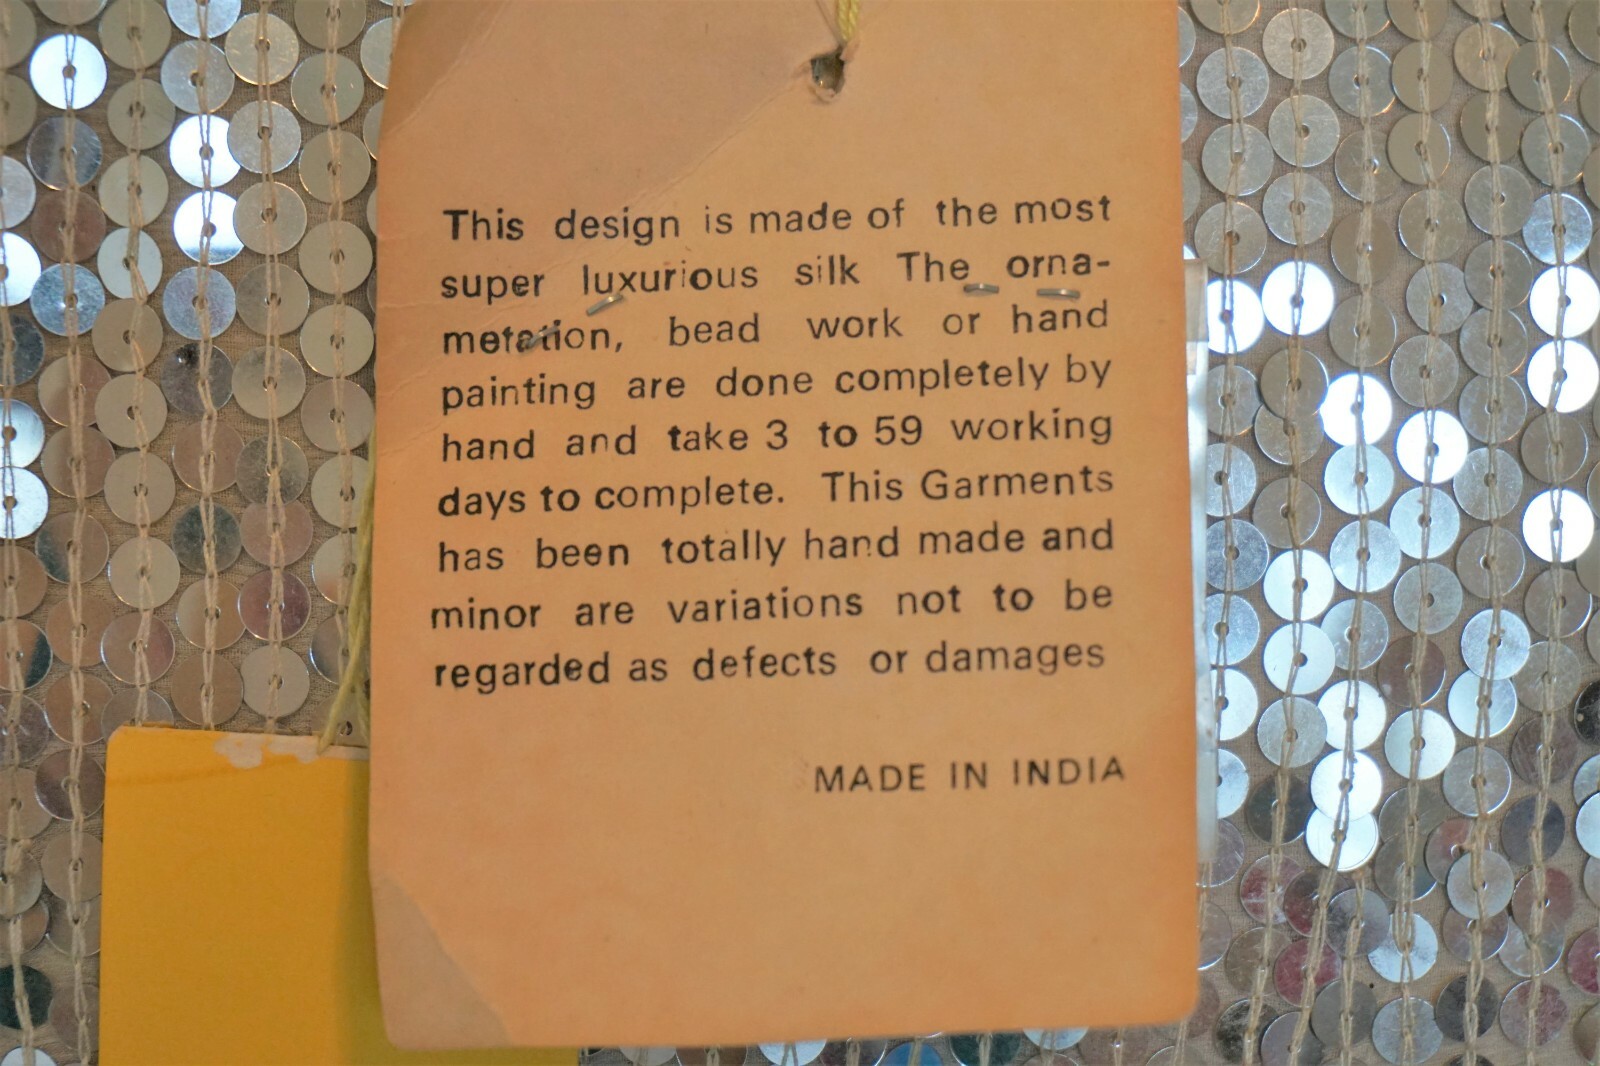 This design is made of the most
super luxurious silk The orna-
metation, bead work or hand
painting are done completely by
hand and take 3 to 59 working
days to complete. This Garments
has been totally hand made and
minor are variations not to be
regarded as defects or damages
MADE IN INDIA